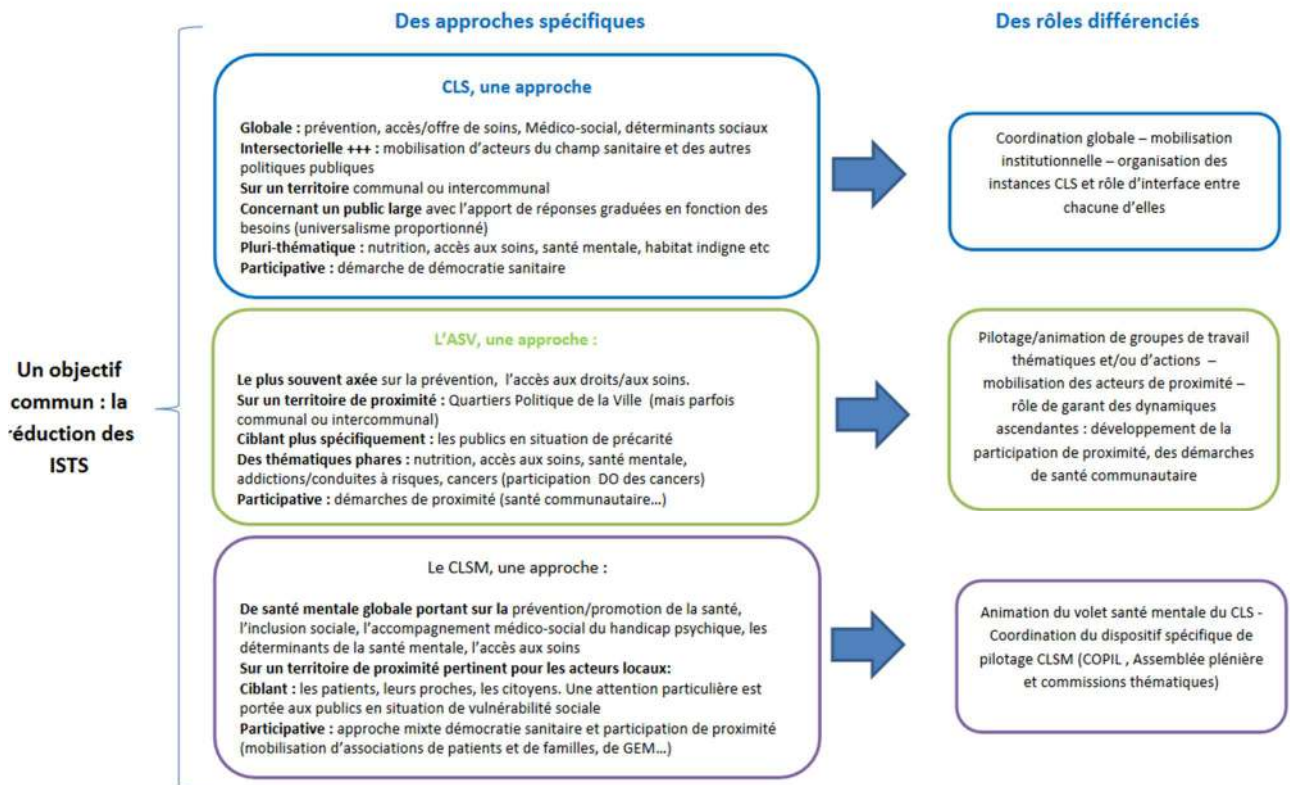 Des approches spécifiques
Des rôles différenciés
Un objectif
commun : la
réduction des
ISTS
CLS, une approche
Globale : prévention, accès/offre de soins, Médico-social, déterminants sociaux
Intersectorielle +++ : mobilisation d'acteurs du champ sanitaire et des autres
politiques publiques
Sur un territoire communal ou intercommunal
Concernant un public large avec l'apport de réponses graduées en fonction des
besoins (universalisme proportionné)
Pluri-thématique : nutrition, accès aux soins, santé mentale, habitat indigne etc
Participative : démarche de démocratie sanitaire
Coordination globale – mobilisation
institutionnelle – organisation des
instances CLS et rôle d'interface entre
chacune d'elles
L'ASV, une approche :
Le plus souvent axée sur la prévention, l'accès aux droits/aux soins.
Sur un territoire de proximité : Quartiers Politique de la Ville (mais parfois
communal ou intercommunal)
Ciblant plus spécifiquement : les publics en situation de précarité
Des thématiques phares : nutrition, accès aux soins, santé mentale,
addictions/conduites à risques, cancers (participation DO des cancers)
Participative : démarches de proximité (santé communautaire…)
Pilotage/animation de groupes de travail
thématiques et/ou d'actions –
mobilisation des acteurs de proximité –
rôle de garant des dynamiques
ascendantes : développement de la
participation de proximité, des démarches
de santé communautaire
Le CLSM, une approche :
De santé mentale globale portant sur la prévention/promotion de la santé,
l'inclusion sociale, l'accompagnement médico-social du handicap psychique, les
déterminants de la santé mentale, l'accès aux soins
Sur un territoire de proximité pertinent pour les acteurs locaux:
Ciblant : les patients, leurs proches, les citoyens. Une attention particulière est
portée aux publics en situation de vulnérabilité sociale
Participative : approche mixte démocratie sanitaire et participation de proximité
(mobilisation d'associations de patients et de familles, de GEM…)
Animation du volet santé mentale du CLS -
Coordination du dispositif spécifique de
pilotage CLSM (COPIL , Assemblée plénière
et commissions thématiques)